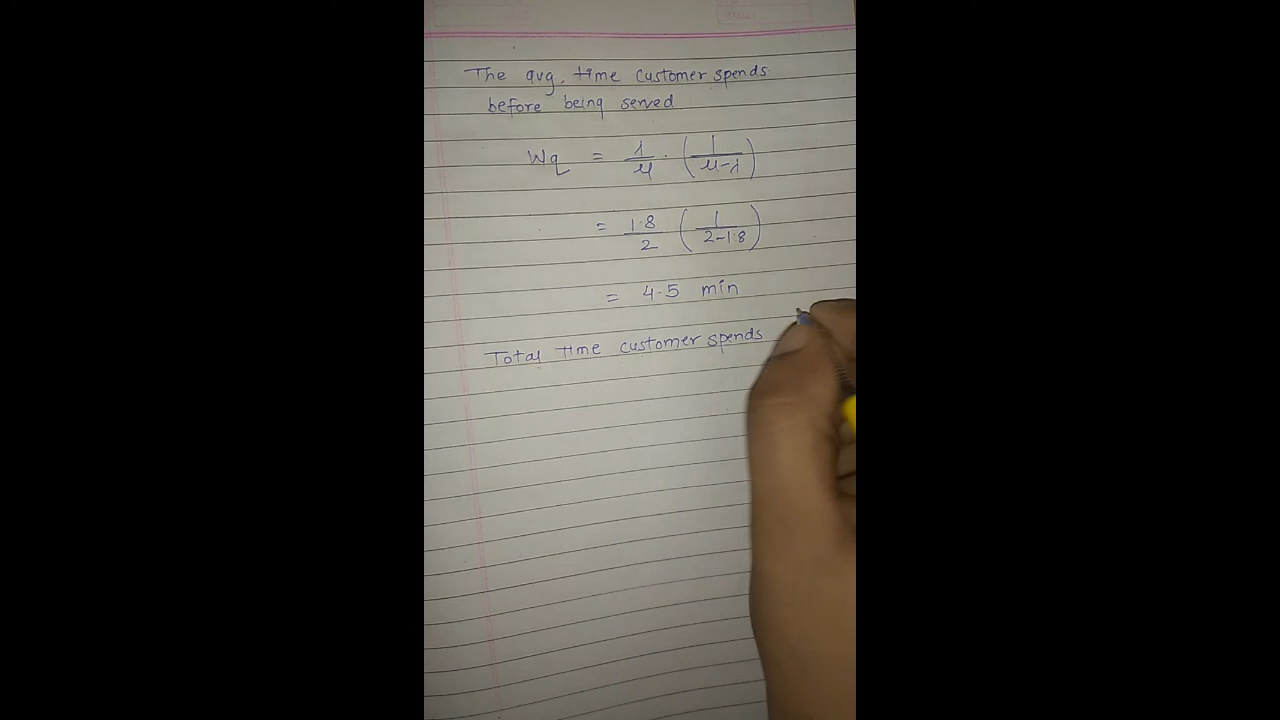 The avg. time customer spends
before being served
Wq = λ/μ . (1/(μ-λ))
= 1.8/2 (1/(2-1.8))
= 4.5 min
Total time customer spends